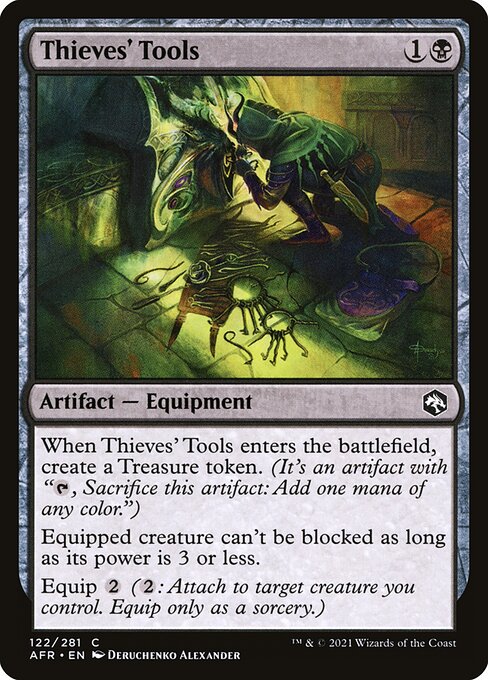 Thieves' Tools 1
Artifact — Equipment
When Thieves' Tools enters the battlefield,
create a Treasure token. (It's an artifact with
“, Sacrifice this artifact: Add one mana of
any color.”)
Equipped creature can't be blocked as long
as its power is 3 or less.
Equip 2 (2: Attach to target creature you
control. Equip only as a sorcery.)
122/281 C
™ & © 2021 Wizards of the Coast
AFR • EN Deruchenko Alexander